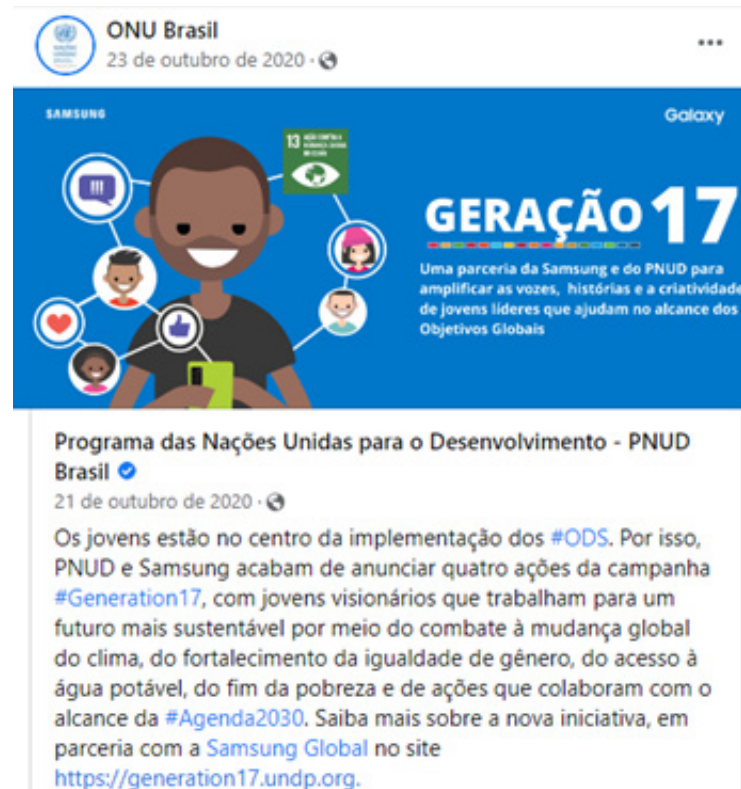 ONU Brasil
23 de outubro de 2020 ·
SAMSUNG
Galaxy
13 AÇÃO CONTRA A
MUDANÇA GLOBAL
DO CLIMA
!!!
GERAÇÃO 17
Uma parceria da Samsung e do PNUD para
amplificar as vozes, histórias e a criatividade
de jovens líderes que ajudam no alcance dos
Objetivos Globais
Programa das Nações Unidas para o Desenvolvimento - PNUD
Brasil
21 de outubro de 2020 ·
Os jovens estão no centro da implementação dos #ODS. Por isso,
PNUD e Samsung acabam de anunciar quatro ações da campanha
#Generation17, com jovens visionários que trabalham para um
futuro mais sustentável por meio do combate à mudança global
do clima, do fortalecimento da igualdade de gênero, do acesso à
água potável, do fim da pobreza e de ações que colaboram com o
alcance da #Agenda2030. Saiba mais sobre a nova iniciativa, em
parceria com a Samsung Global no site
https://generation17.undp.org.